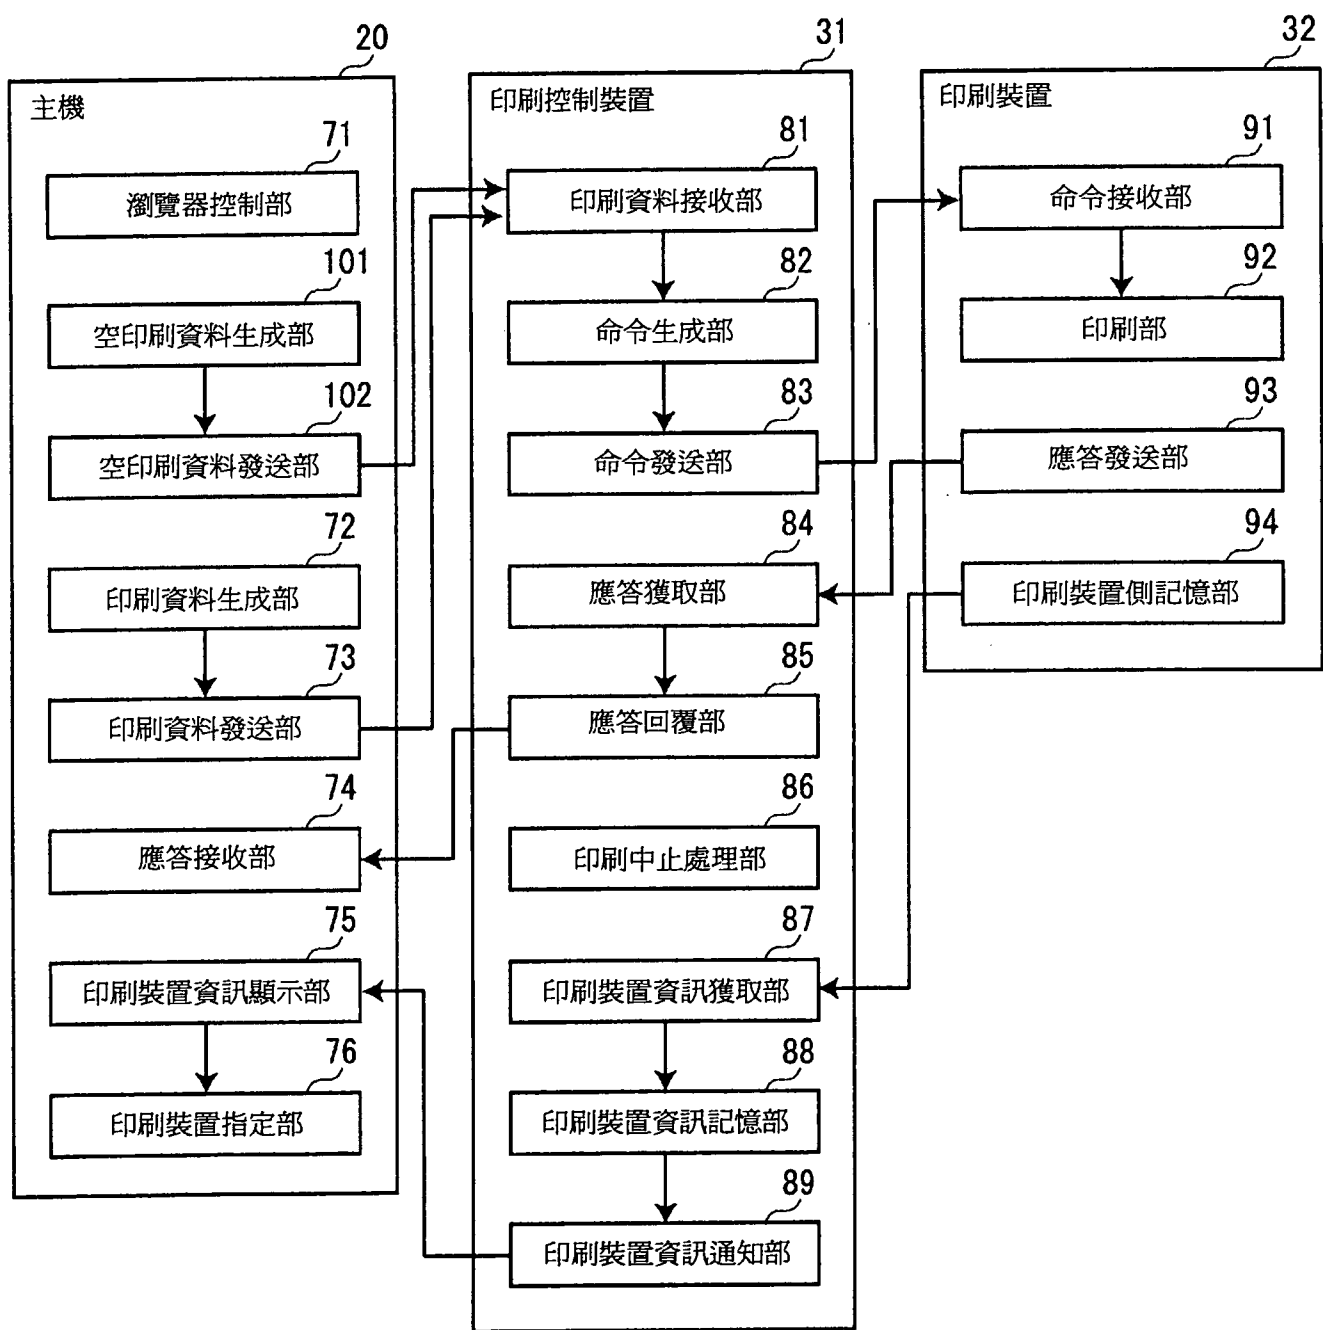 20
主機
71
瀏覽器控制部
101
空印刷資料生成部
102
空印刷資料發送部
72
印刷資料生成部
73
印刷資料發送部
74
應答接收部
75
印刷裝置資訊顯示部
76
印刷裝置指定部
31
印刷控制裝置
81
印刷資料接收部
82
命令生成部
83
命令發送部
84
應答獲取部
85
應答回覆部
86
印刷中止處理部
87
印刷裝置資訊獲取部
88
印刷裝置資訊記憶部
89
印刷裝置資訊通知部
32
印刷裝置
91
命令接收部
92
印刷部
93
應答發送部
94
印刷裝置側記憶部